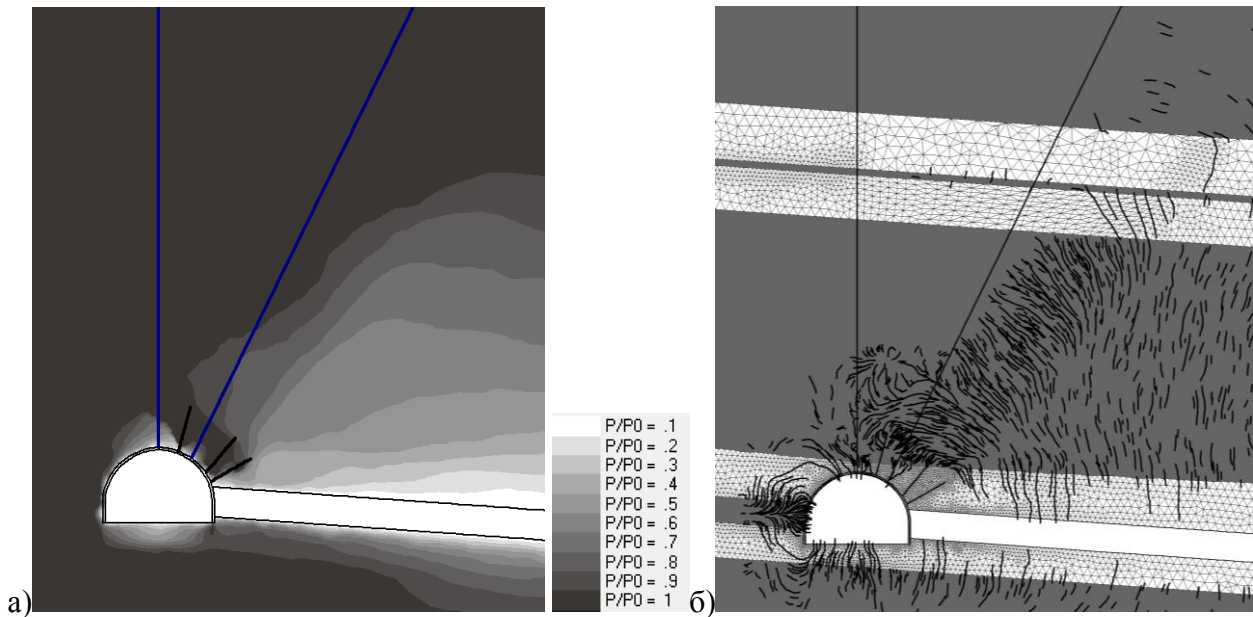 а)
P/P0 = .1
P/P0 = .2
P/P0 = .3
P/P0 = .4
P/P0 = .5
P/P0 = .6
P/P0 = .7
P/P0 = .8
P/P0 = .9
P/P0 = 1
б)